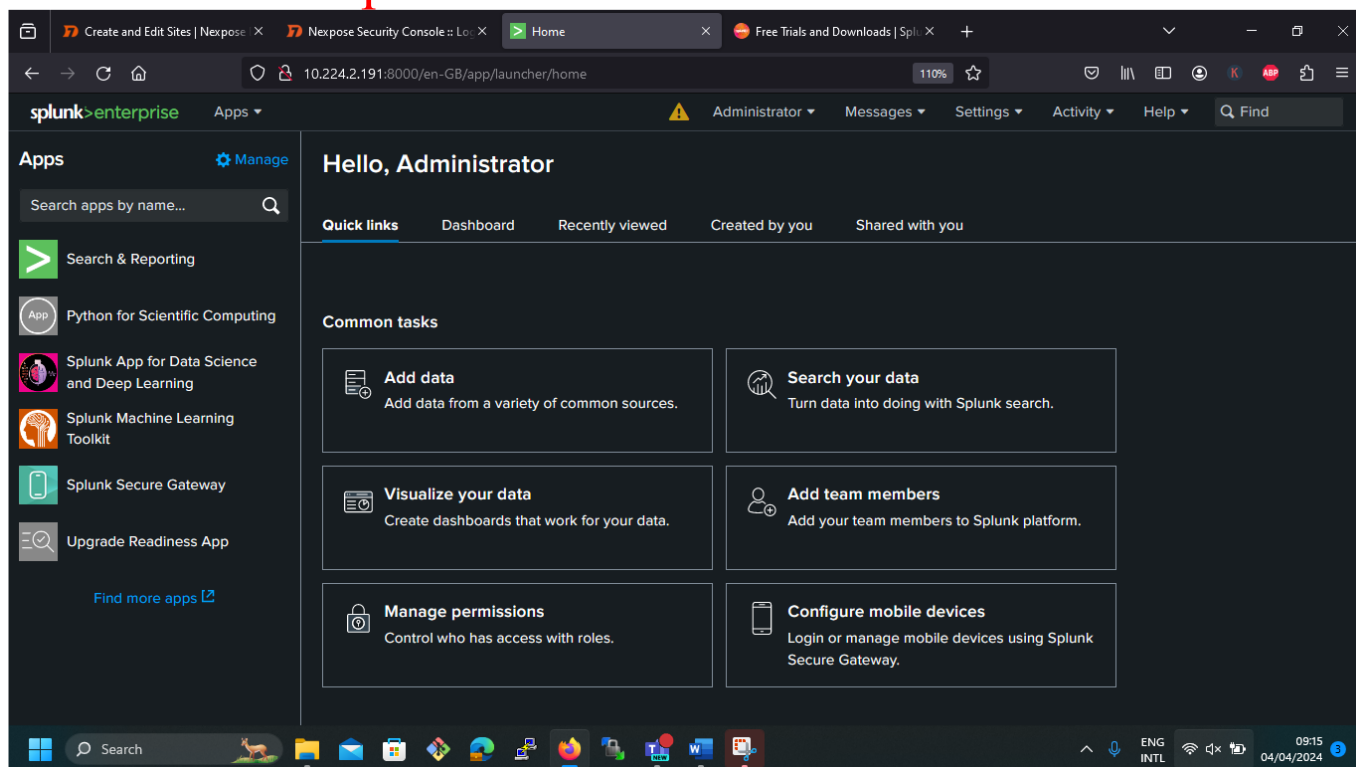 Create and Edit Sites | Nexpose
Nexpose Security Console :: Log
Home
Free Trials and Downloads | Splu
10.224.2.191:8000/en-GB/app/launcher/home
110%
K
ABP
splunk>enterprise
Apps
Administrator
Messages
Settings
Activity
Help
Find
Apps
Manage
Search apps by name...
Search & Reporting
App
Python for Scientific Computing
Splunk App for Data Science
and Deep Learning
Splunk Machine Learning
Toolkit
Splunk Secure Gateway
Upgrade Readiness App
Find more apps
Hello, Administrator
Quick links
Dashboard
Recently viewed
Created by you
Shared with you
Common tasks
Add data
Add data from a variety of common sources.
Search your data
Turn data into doing with Splunk search.
Visualize your data
Create dashboards that work for your data.
Add team members
Add your team members to Splunk platform.
Manage permissions
Control who has access with roles.
Configure mobile devices
Login or manage mobile devices using Splunk
Secure Gateway.
Search
NEW
ENG
INTL
09:15
04/04/2024
3